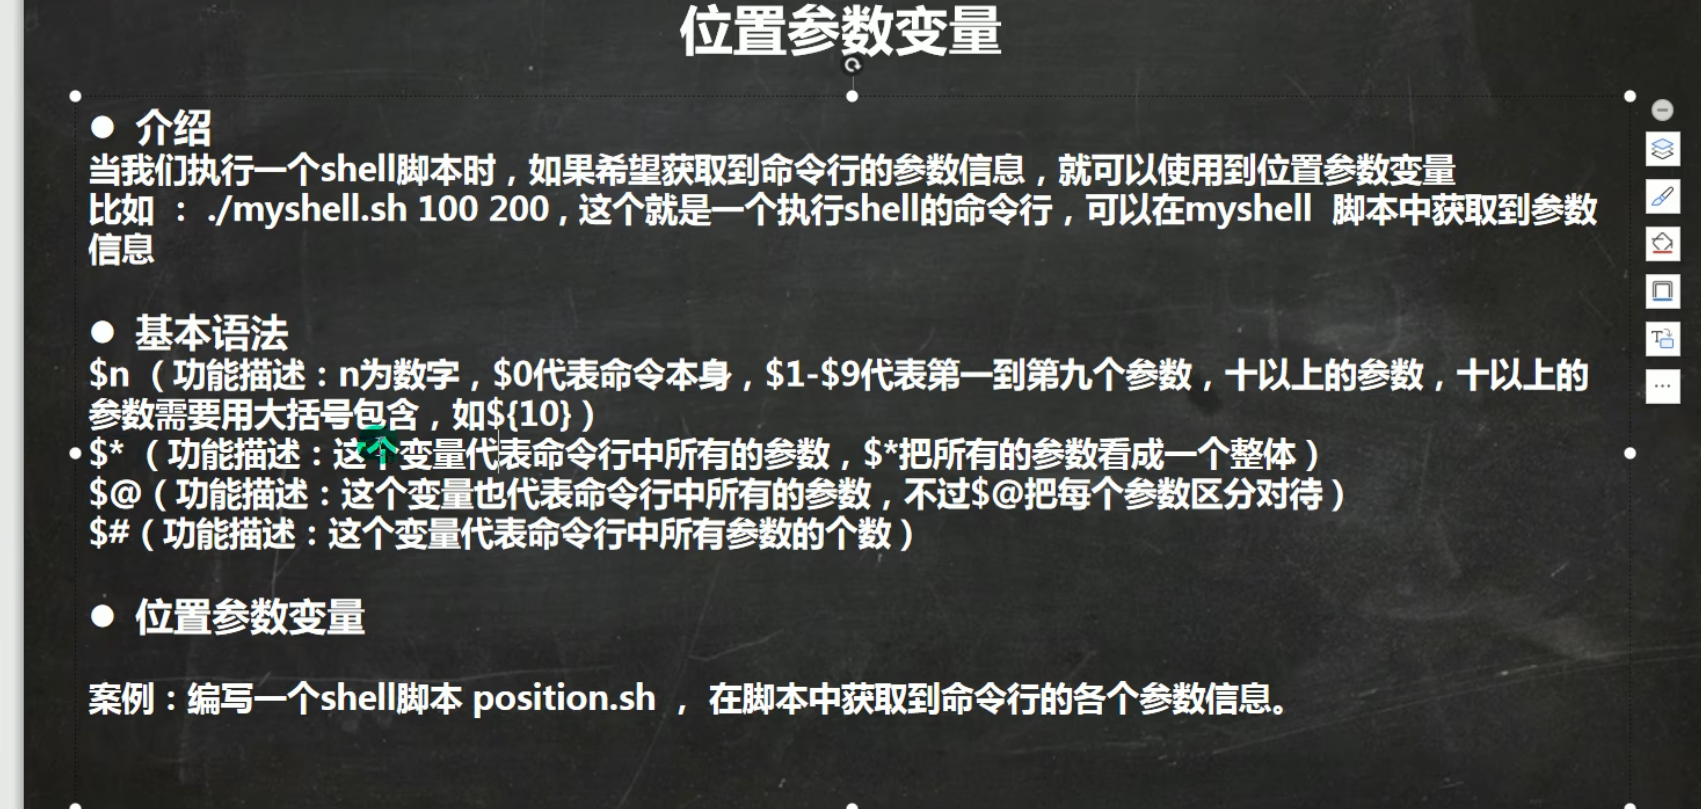 位置参数变量
● 介绍
当我们执行一个shell脚本时，如果希望获取到命令行的参数信息，就可以使用到位置参数变量
比如 ： ./myshell.sh 100 200 , 这个就是一个执行shell的命令行，可以在myshell 脚本中获取到参数
信息
● 基本语法
$n （功能描述：n为数字，$0代表命令本身，$1-$9代表第一到第九个参数，十以上的参数，十以上的
参数需要用大括号包含，如${10}）
$* （功能描述：这个变量代表命令行中所有的参数，$*把所有的参数看成一个整体）
$@（功能描述：这个变量也代表命令行中所有的参数，不过$@把每个参数区分对待）
$#（功能描述：这个变量代表命令行中所有参数的个数）
● 位置参数变量
案例：编写一个shell脚本 position.sh ， 在脚本中获取到命令行的各个参数信息。